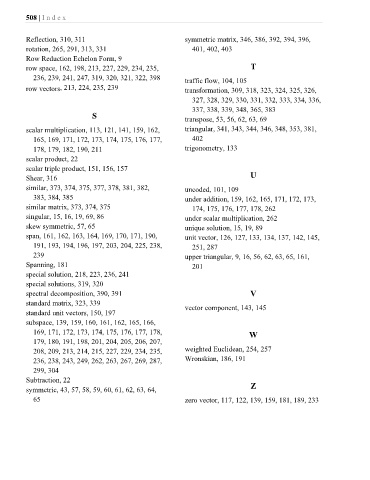 508 | I n d e x
Reflection, 310, 311
rotation, 265, 291, 313, 331
Row Reduction Echelon Form, 9
row space, 162, 198, 213, 227, 229, 234, 235,
236, 239, 241, 247, 319, 320, 321, 322, 398
row vectors, 213, 224, 235, 239
S
scalar multiplication, 113, 121, 141, 159, 162,
165, 169, 171, 172, 173, 174, 175, 176, 177,
178, 179, 182, 190, 211
scalar product, 22
scalar triple product, 151, 156, 157
Shear, 316
similar, 373, 374, 375, 377, 378, 381, 382,
383, 384, 385
similar matrix, 373, 374, 375
singular, 15, 16, 19, 69, 86
skew symmetric, 57, 65
span, 161, 162, 163, 164, 169, 170, 171, 190,
191, 193, 194, 196, 197, 203, 204, 225, 238,
239
Spanning, 181
special solution, 218, 223, 236, 241
special solutions, 319, 320
spectral decomposition, 390, 391
standard matrix, 323, 339
standard unit vectors, 150, 197
subspace, 139, 159, 160, 161, 162, 165, 166,
169, 171, 172, 173, 174, 175, 176, 177, 178,
179, 180, 191, 198, 201, 204, 205, 206, 207,
208, 209, 213, 214, 215, 227, 229, 234, 235,
236, 238, 243, 249, 262, 263, 267, 269, 287,
299, 304
Subtraction, 22
symmetric, 43, 57, 58, 59, 60, 61, 62, 63, 64,
65
symmetric matrix, 346, 386, 392, 394, 396,
401, 402, 403
T
traffic flow, 104, 105
transformation, 309, 318, 323, 324, 325, 326,
327, 328, 329, 330, 331, 332, 333, 334, 336,
337, 338, 339, 348, 365, 383
transpose, 53, 56, 62, 63, 69
triangular, 341, 343, 344, 346, 348, 353, 381,
402
trigonometry, 133
U
uncoded, 101, 109
under addition, 159, 162, 165, 171, 172, 173,
174, 175, 176, 177, 178, 262
under scalar multiplication, 262
unique solution, 15, 19, 89
unit vector, 126, 127, 133, 134, 137, 142, 145,
251, 287
upper triangular, 9, 16, 56, 62, 63, 65, 161,
201
V
vector component, 143, 145
W
weighted Euclidean, 254, 257
Wronskian, 186, 191
Z
zero vector, 117, 122, 139, 159, 181, 189, 233